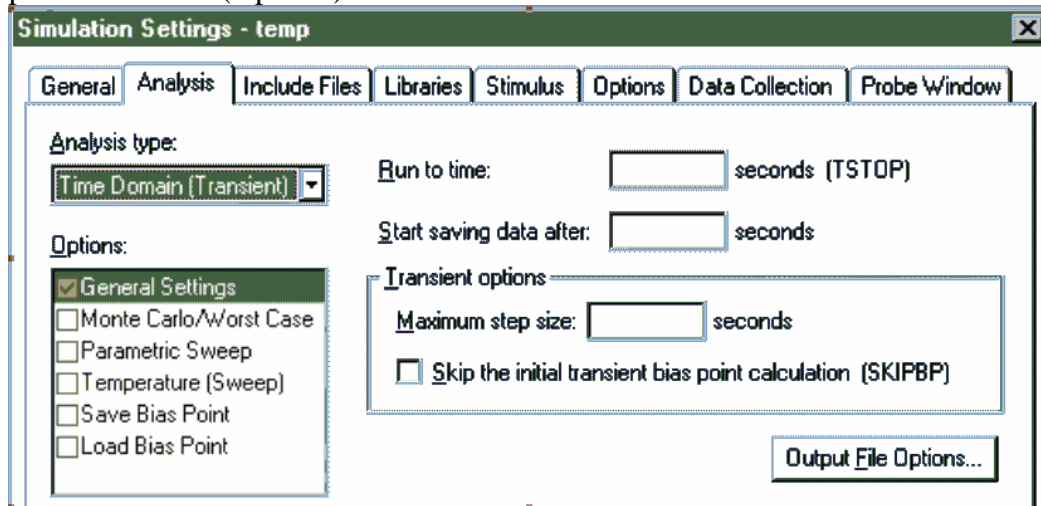 Simulation Settings - temp
General Analysis Include Files Libraries Stimulus Options Data Collection Probe Window
Analysis type:
Time Domain (Transient)
Run to time: seconds (TSTOP)
Start saving data after: seconds
Options:
General Settings
Monte Carlo/Worst Case
Parametric Sweep
Temperature (Sweep)
Save Bias Point
Load Bias Point
Transient options
Maximum step size: seconds
Skip the initial transient bias point calculation (SKIPBP)
Output File Options...